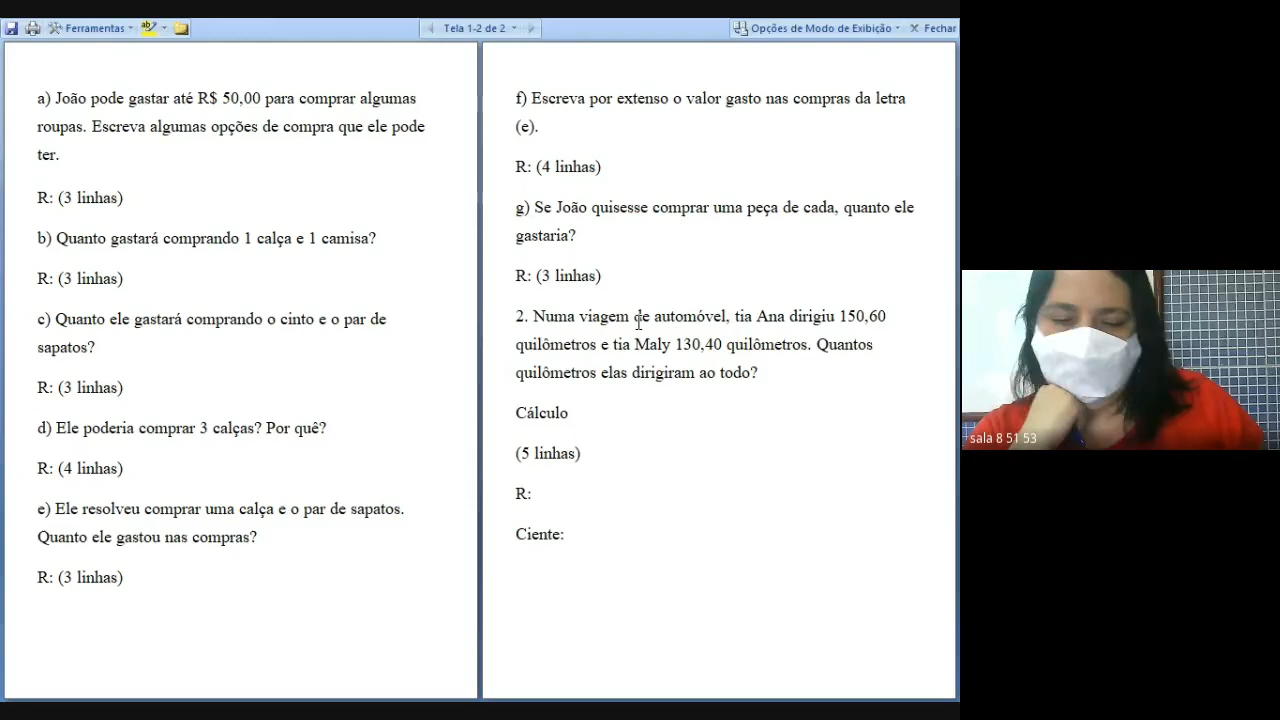 Ferramentas
Tela 1-2 de 2
Opções de Modo de Exibição
Fechar
a) João pode gastar até R$ 50,00 para comprar algumas
roupas. Escreva algumas opções de compra que ele pode
ter.
R: (3 linhas)
b) Quanto gastará comprando 1 calça e 1 camisa?
R: (3 linhas)
c) Quanto ele gastará comprando o cinto e o par de
sapatos?
R: (3 linhas)
d) Ele poderia comprar 3 calças? Por quê?
R: (4 linhas)
e) Ele resolveu comprar uma calça e o par de sapatos.
Quanto ele gastou nas compras?
R: (3 linhas)
f) Escreva por extenso o valor gasto nas compras da letra
(e).
R: (4 linhas)
g) Se João quisesse comprar uma peça de cada, quanto ele
gastaria?
R: (3 linhas)
2. Numa viagem de automóvel, tia Ana dirigiu 150,60
quilômetros e tia Maly 130,40 quilômetros. Quantos
quilômetros elas dirigiram ao todo?
Cálculo
(5 linhas)
R:
Ciente:
sala 8 51 53